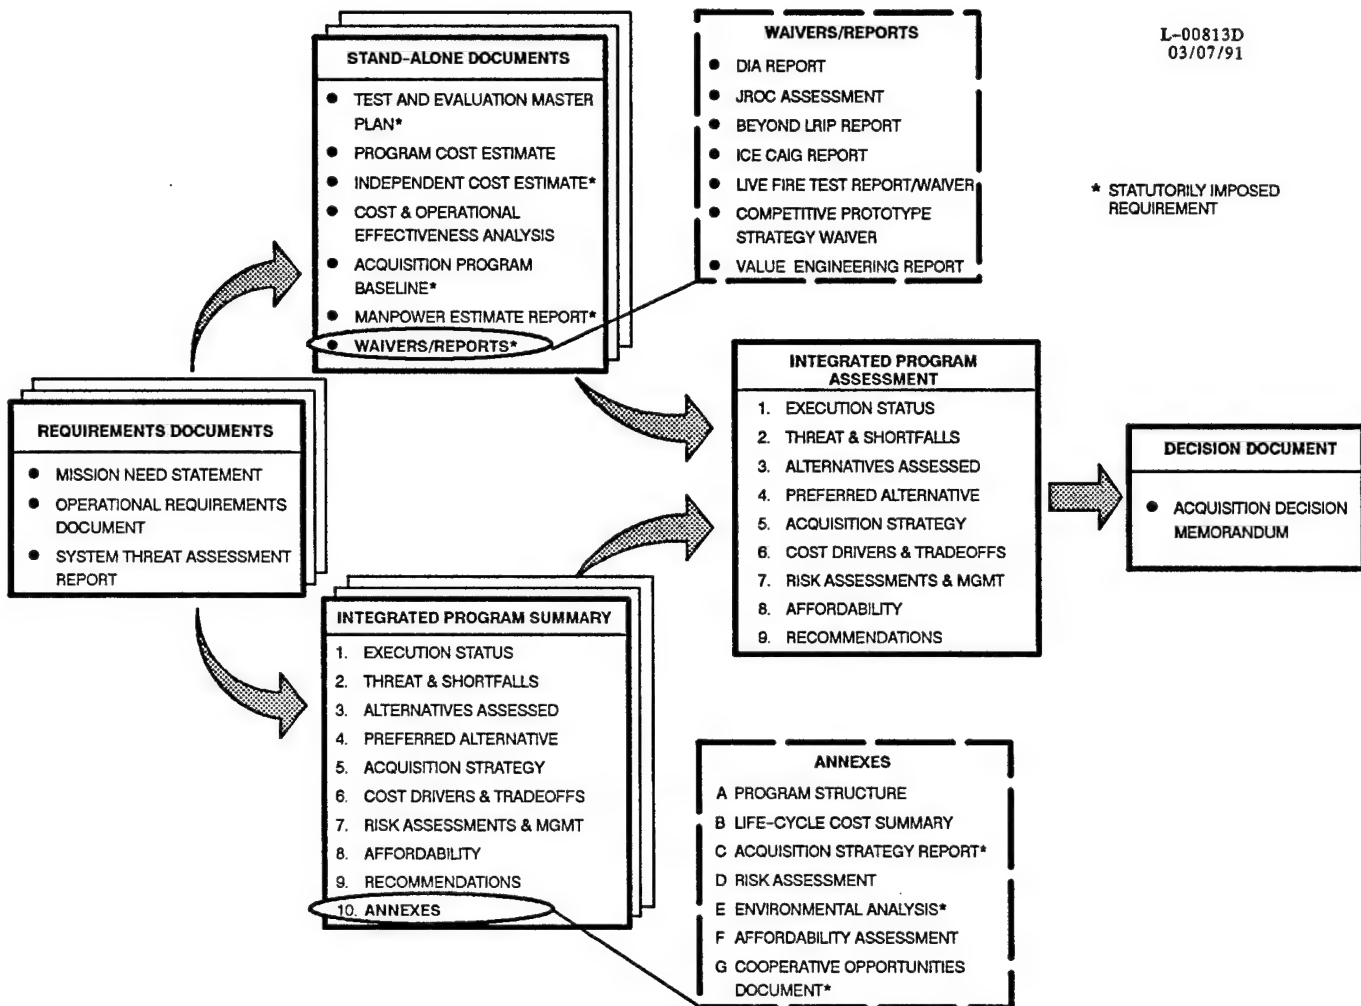 L-00813D
03/07/91
* STATUTORILY IMPOSED
REQUIREMENT
REQUIREMENTS DOCUMENTS
● MISSION NEED STATEMENT
● OPERATIONAL REQUIREMENTS
DOCUMENT
● SYSTEM THREAT ASSESSMENT
REPORT
STAND-ALONE DOCUMENTS
● TEST AND EVALUATION MASTER
PLAN*
● PROGRAM COST ESTIMATE
● INDEPENDENT COST ESTIMATE*
● COST & OPERATIONAL
EFFECTIVENESS ANALYSIS
● ACQUISITION PROGRAM
BASELINE*
● MANPOWER ESTIMATE REPORT*
● WAIVERS/REPORTS*
WAIVERS/REPORTS
● DIA REPORT
● JROC ASSESSMENT
● BEYOND LRIP REPORT
● ICE CAIG REPORT
● LIVE FIRE TEST REPORT/WAIVER
● COMPETITIVE PROTOTYPE
STRATEGY WAIVER
● VALUE ENGINEERING REPORT
INTEGRATED PROGRAM SUMMARY
1. EXECUTION STATUS
2. THREAT & SHORTFALLS
3. ALTERNATIVES ASSESSED
4. PREFERRED ALTERNATIVE
5. ACQUISITION STRATEGY
6. COST DRIVERS & TRADEOFFS
7. RISK ASSESSMENTS & MGMT
8. AFFORDABILITY
9. RECOMMENDATIONS
10. ANNEXES
ANNEXES
A PROGRAM STRUCTURE
B LIFE-CYCLE COST SUMMARY
C ACQUISITION STRATEGY REPORT*
D RISK ASSESSMENT
E ENVIRONMENTAL ANALYSIS*
F AFFORDABILITY ASSESSMENT
G COOPERATIVE OPPORTUNITIES
DOCUMENT*
INTEGRATED PROGRAM
ASSESSMENT
1. EXECUTION STATUS
2. THREAT & SHORTFALLS
3. ALTERNATIVES ASSESSED
4. PREFERRED ALTERNATIVE
5. ACQUISITION STRATEGY
6. COST DRIVERS & TRADEOFFS
7. RISK ASSESSMENTS & MGMT
8. AFFORDABILITY
9. RECOMMENDATIONS
DECISION DOCUMENT
● ACQUISITION DECISION
MEMORANDUM